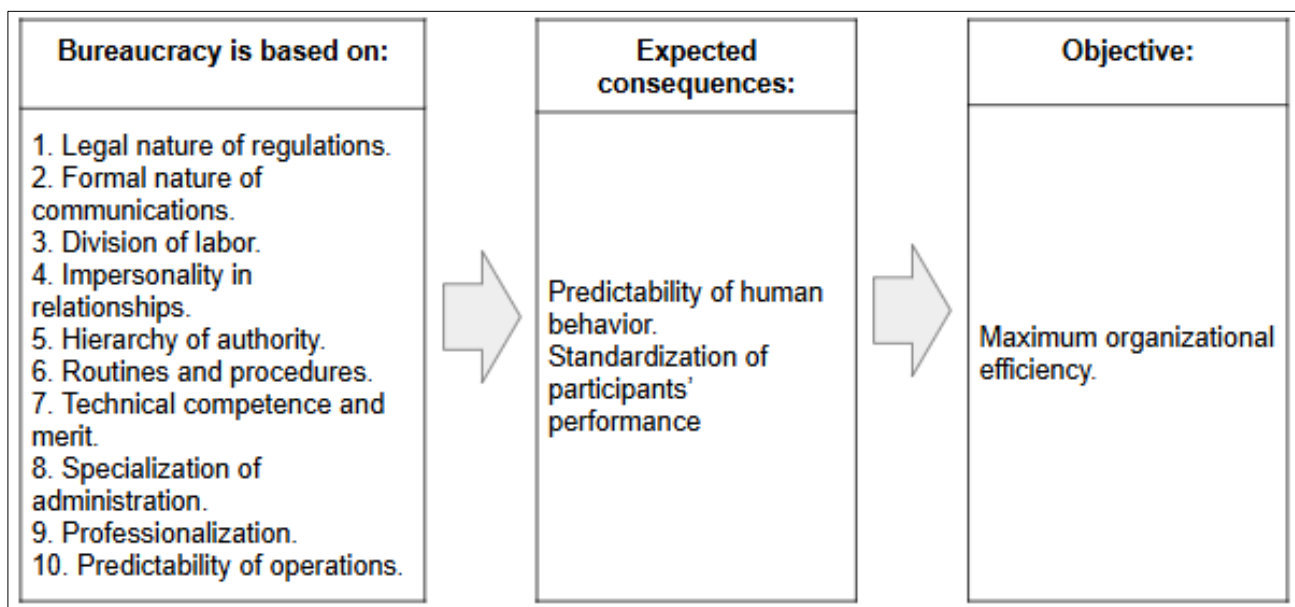 Bureaucracy is based on:
1. Legal nature of regulations.
2. Formal nature of
communications.
3. Division of labor.
4. Impersonality in
relationships.
5. Hierarchy of authority.
6. Routines and procedures.
7. Technical competence and
merit.
8. Specialization of
administration.
9. Professionalization.
10. Predictability of operations.
Expected
consequences:
Predictability of human
behavior.
Standardization of
participants’
performance
Objective:
Maximum organizational
efficiency.